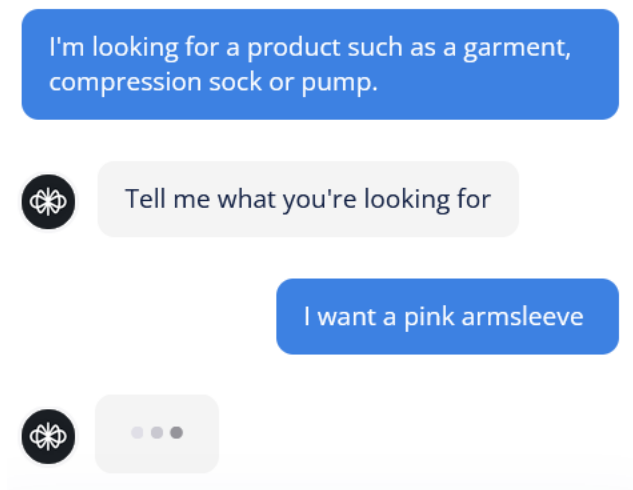 I'm looking for a product such as a garment,
compression sock or pump.
Tell me what you're looking for
I want a pink armsleeve